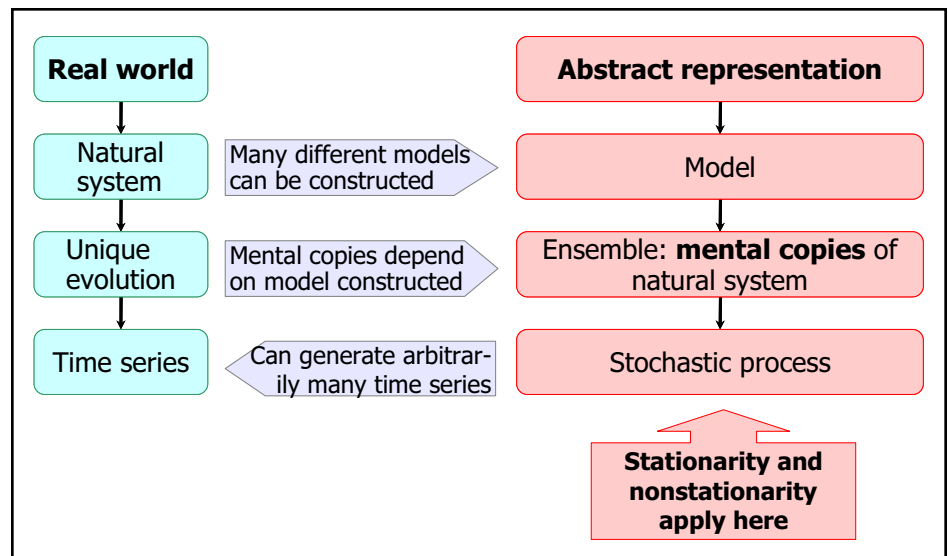 Real world
Abstract representation
Natural
system
Many different models
can be constructed
Model
Unique
evolution
Mental copies depend
on model constructed
Ensemble: mental copies of
natural system
Time series
Can generate arbitrar-
ily many time series
Stochastic process
Stationarity and
nonstationarity
apply here